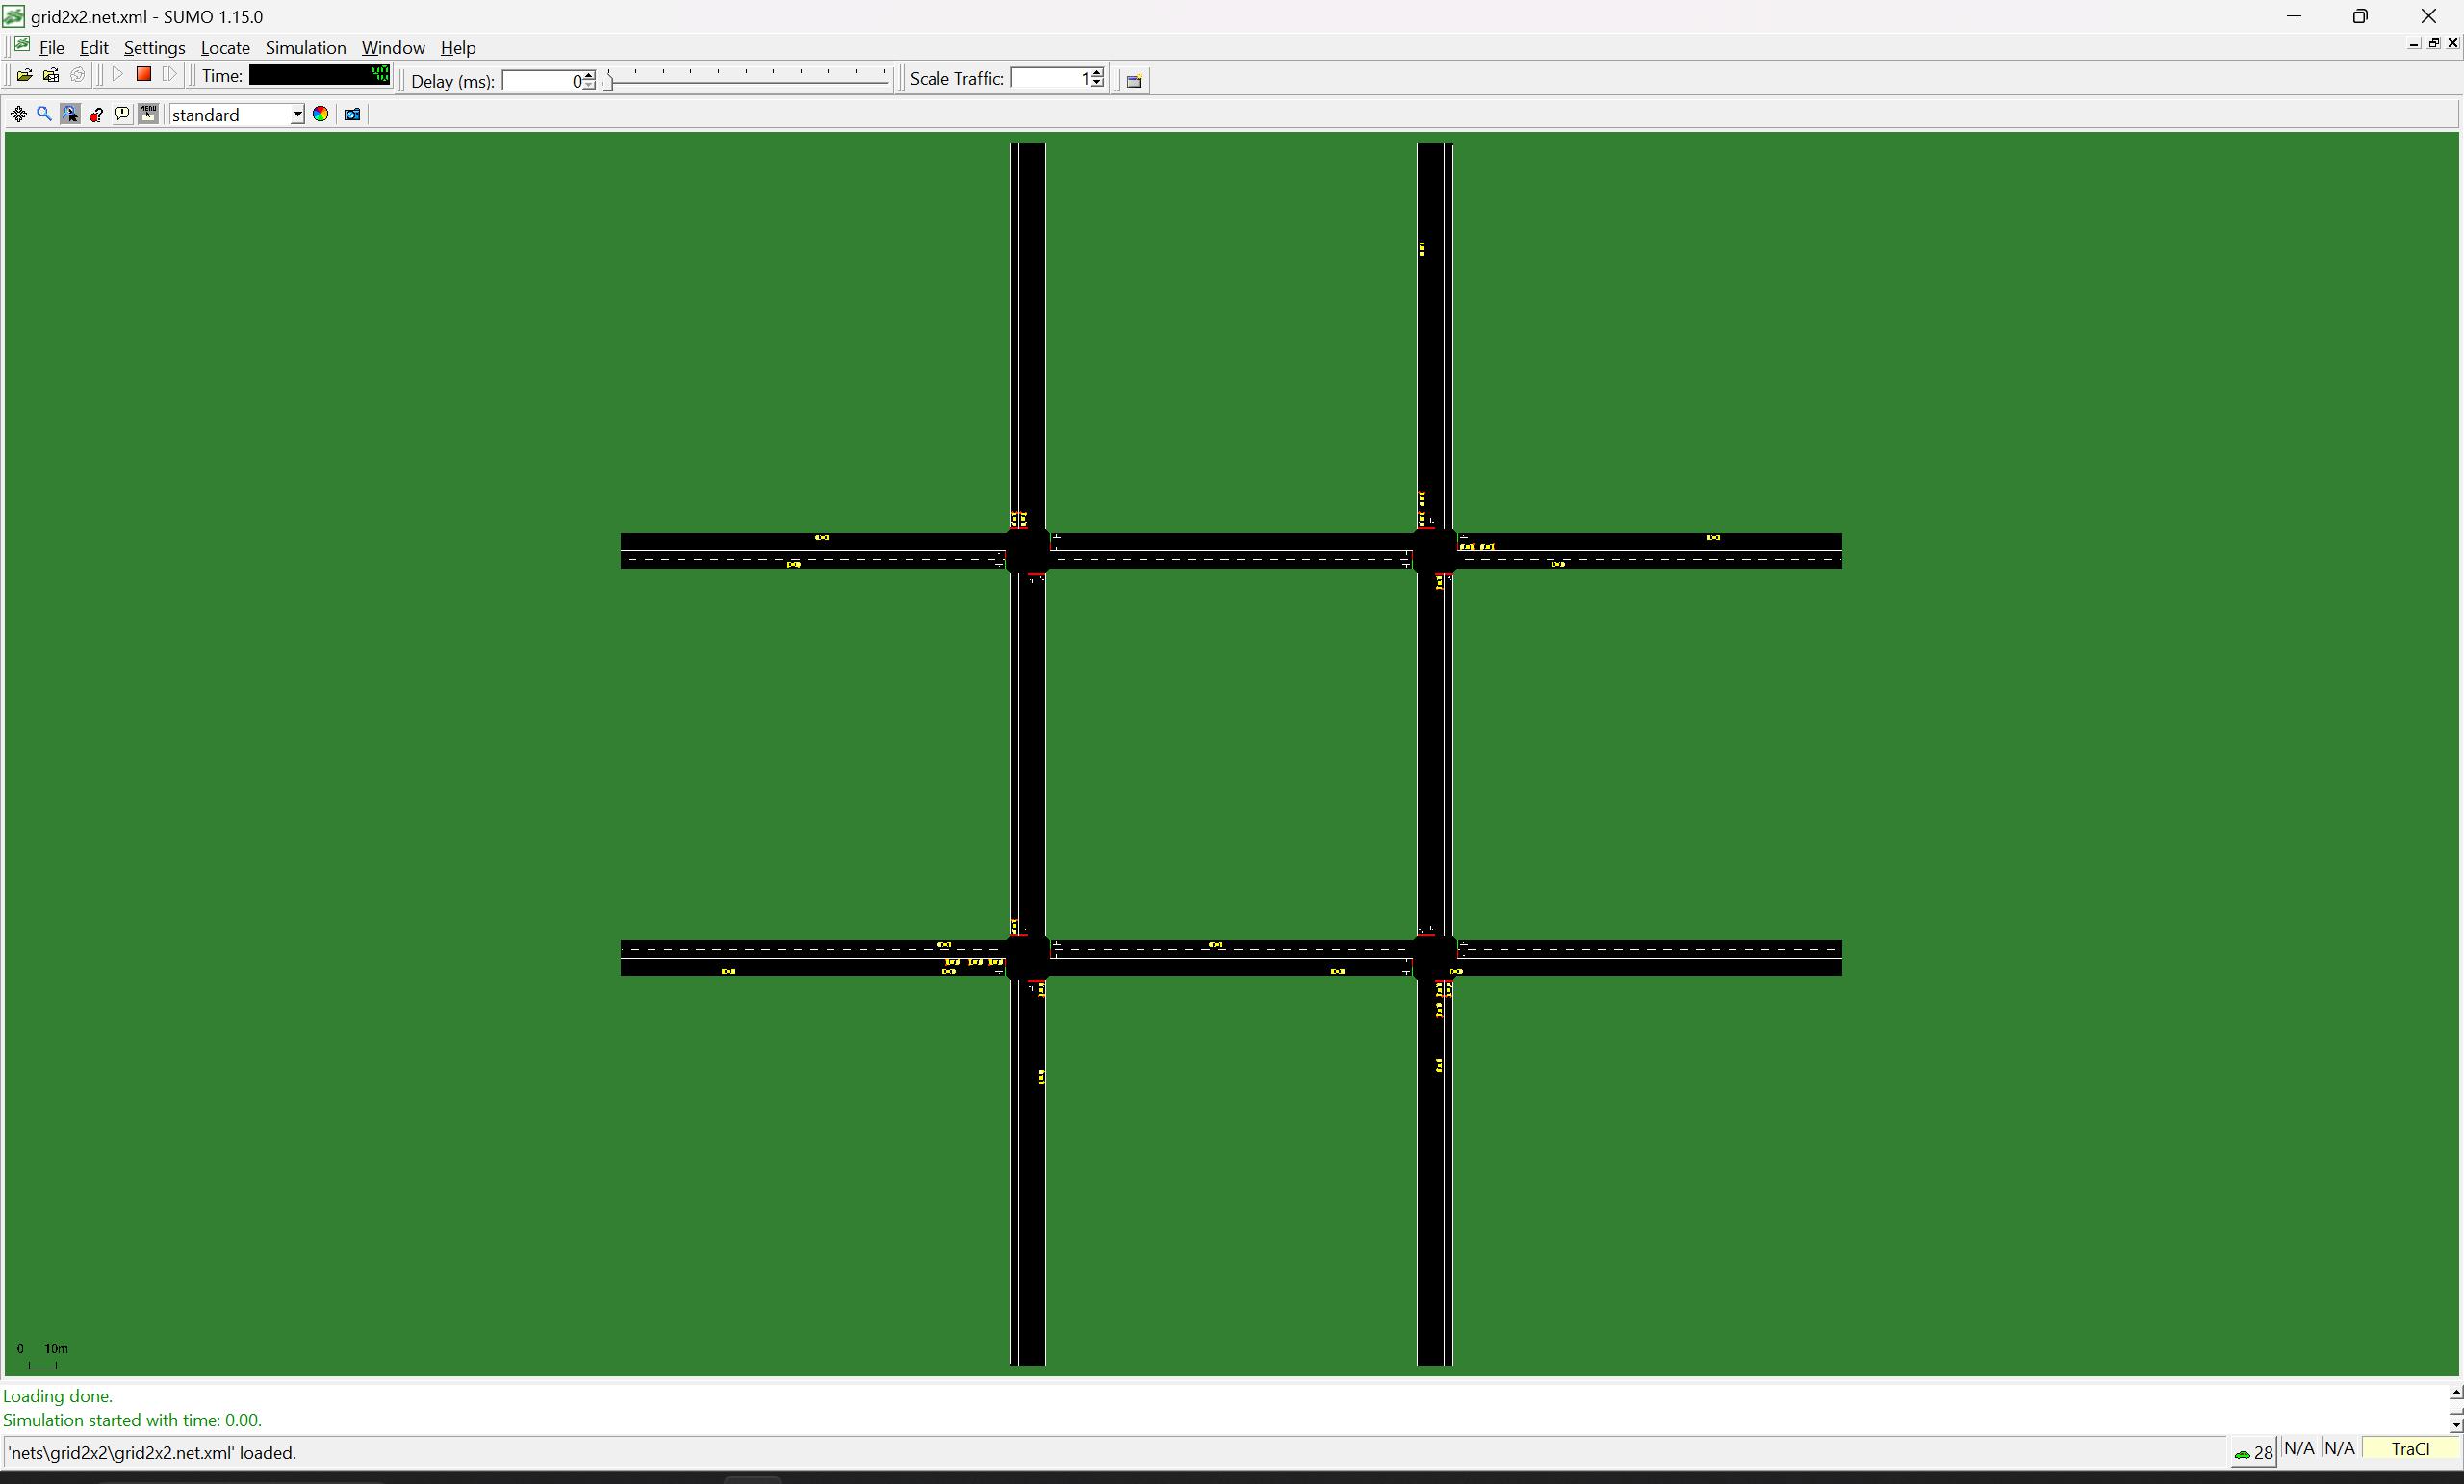 grid2x2.net.xml - SUMO 1.15.0
File Edit Settings Locate Simulation Window Help
Time: 40 Delay (ms): 0 Scale Traffic: 1
MENU standard
0 10m
Loading done.
Simulation started with time: 0.00.
'nets\grid2x2\grid2x2.net.xml' loaded.
28 N/A N/A TraCI